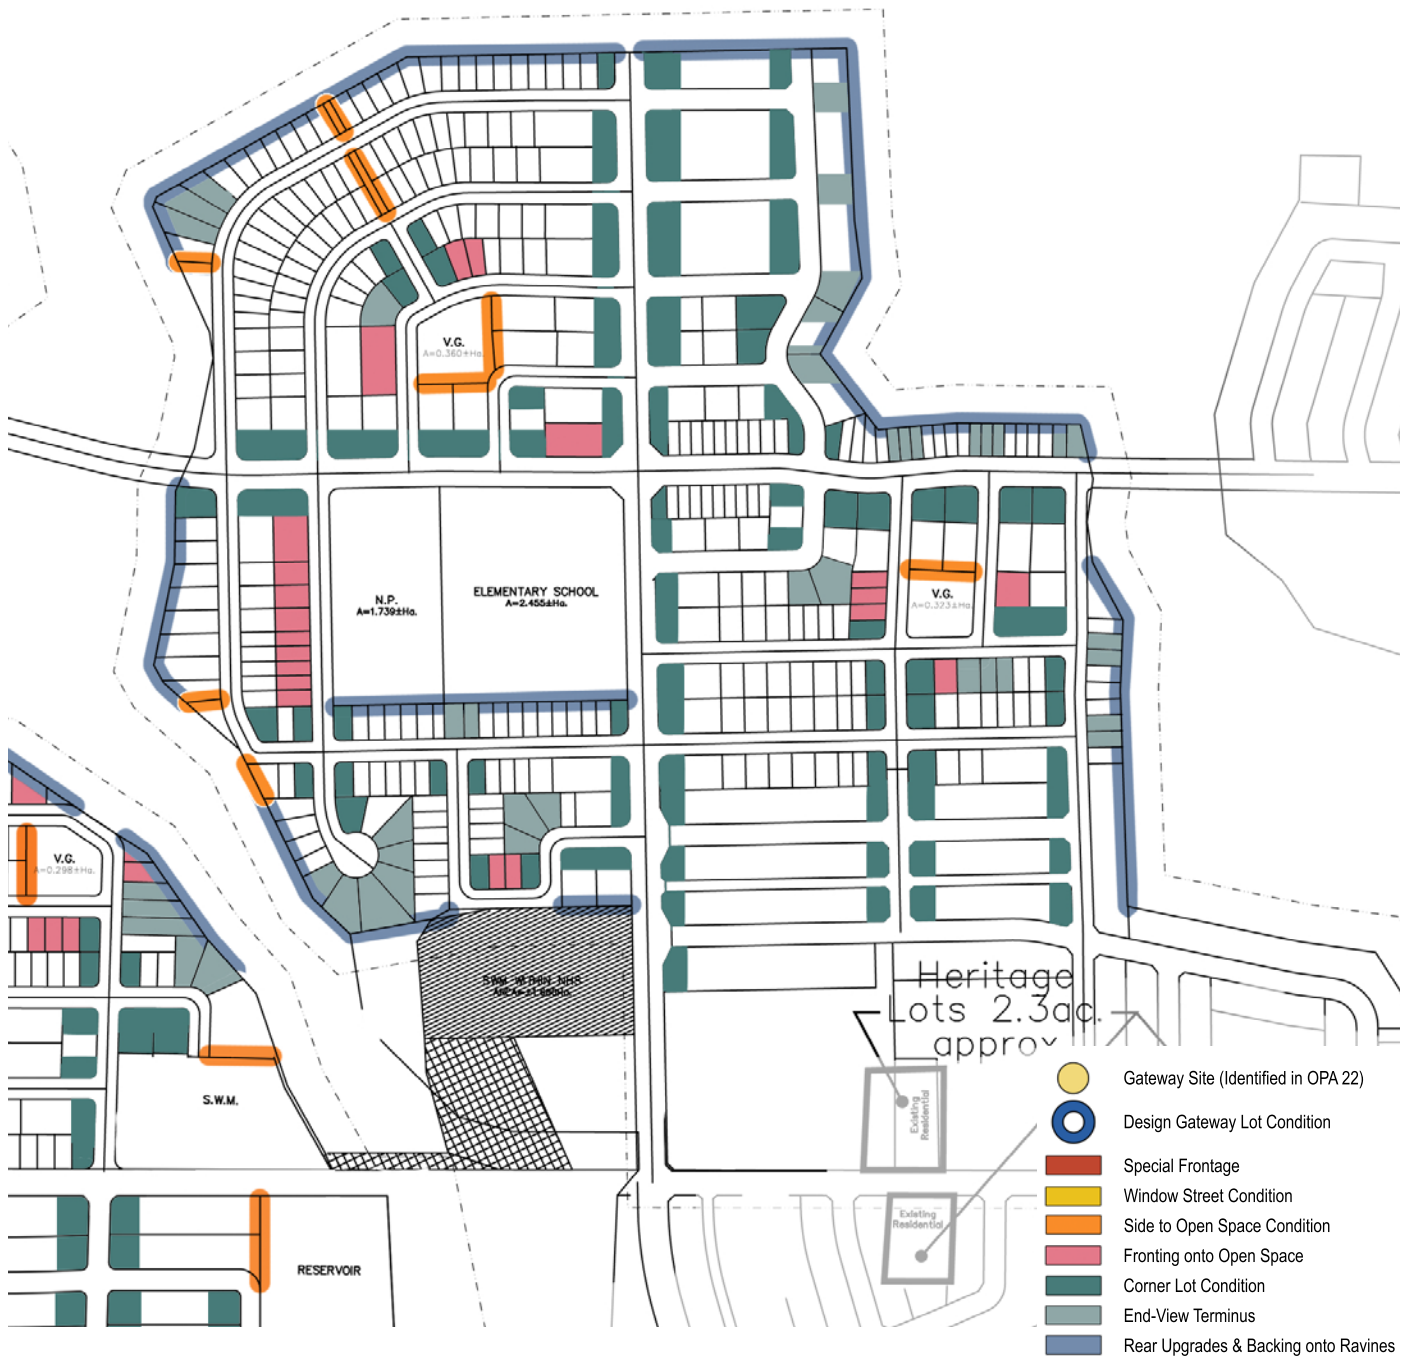 V.G.
A=0.360±Ha.
N.P.
A=1.739±Ha.
ELEMENTARY SCHOOL
A=2.455±Ha.
V.G.
A=0.323±Ha.
V.G.
A=0.298±Ha.
SWM WITHIN NHS
Heritage
Lots 2.3ac.
approx.
Existing
Residential
S.W.M.
Existing
Residential
RESERVOIR
Gateway Site (Identified in OPA 22)
Design Gateway Lot Condition
Special Frontage
Window Street Condition
Side to Open Space Condition
Fronting onto Open Space
Corner Lot Condition
End-View Terminus
Rear Upgrades & Backing onto Ravines